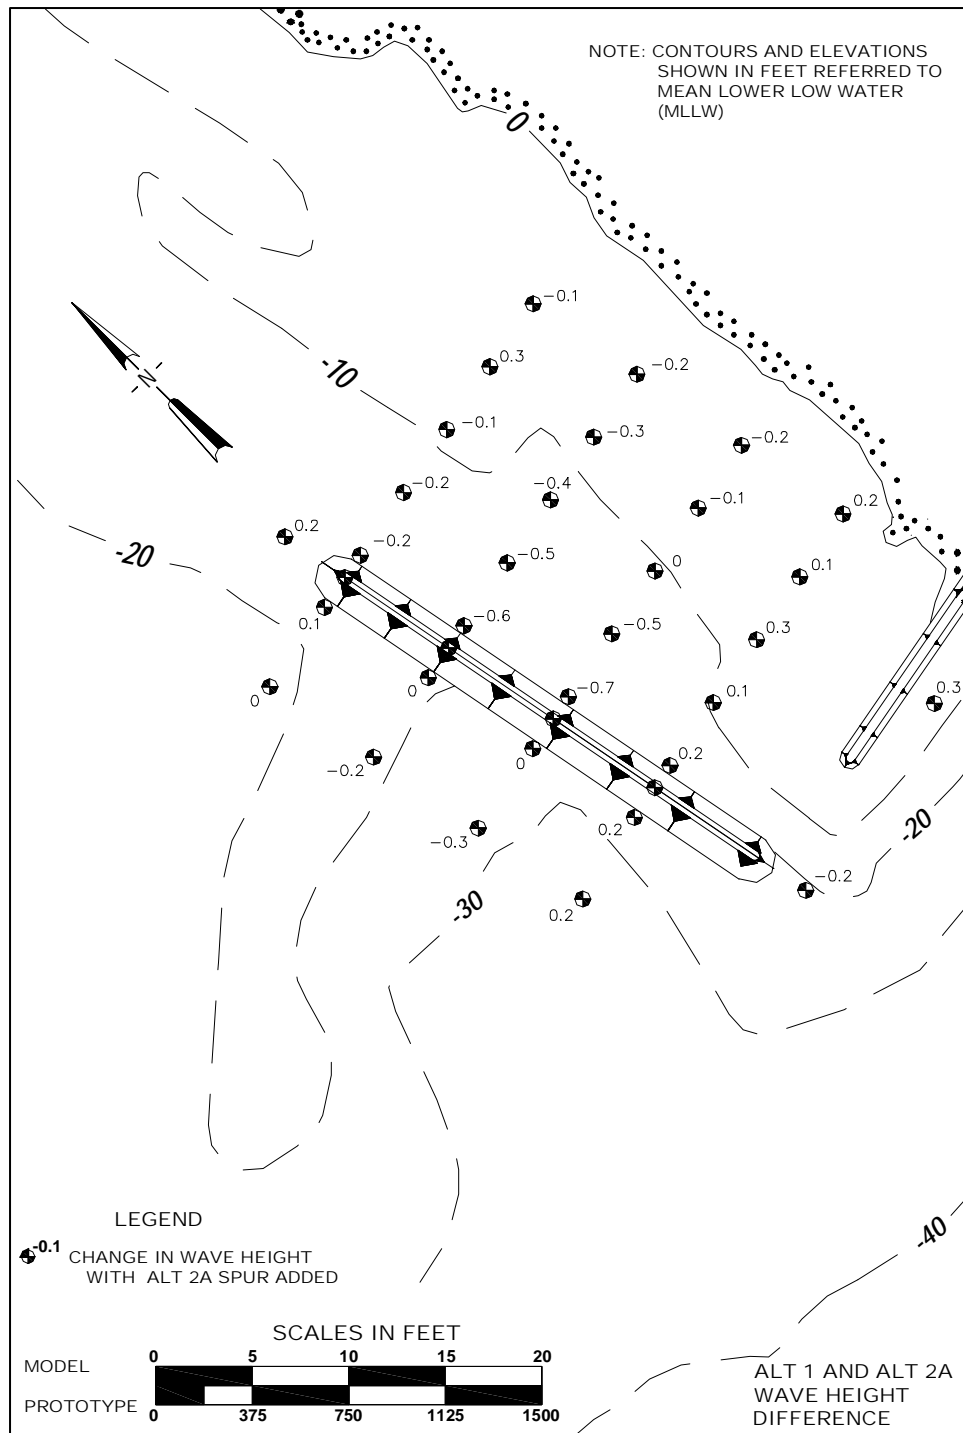 NOTE: CONTOURS AND ELEVATIONS
SHOWN IN FEET REFERRED TO
MEAN LOWER LOW WATER
(MLLW)
0
-0.1
0.3
-0.2
-10
-0.1
-0.3
-0.2
N
-0.2
-0.4
-0.1
0.2
0.2
-20
-0.2
-0.5
0
0.1
0.1
-0.6
-0.5
0.3
0
0
-0.7
0.1
0.3
-0.2
0
0.2
-0.3
0.2
-20
-30
0.2
-0.2
LEGEND
-0.1
CHANGE IN WAVE HEIGHT
WITH ALT 2A SPUR ADDED
-40
SCALES IN FEET
0 5 10 15 20
MODEL
PROTOTYPE
0 375 750 1125 1500
ALT 1 AND ALT 2A
WAVE HEIGHT
DIFFERENCE